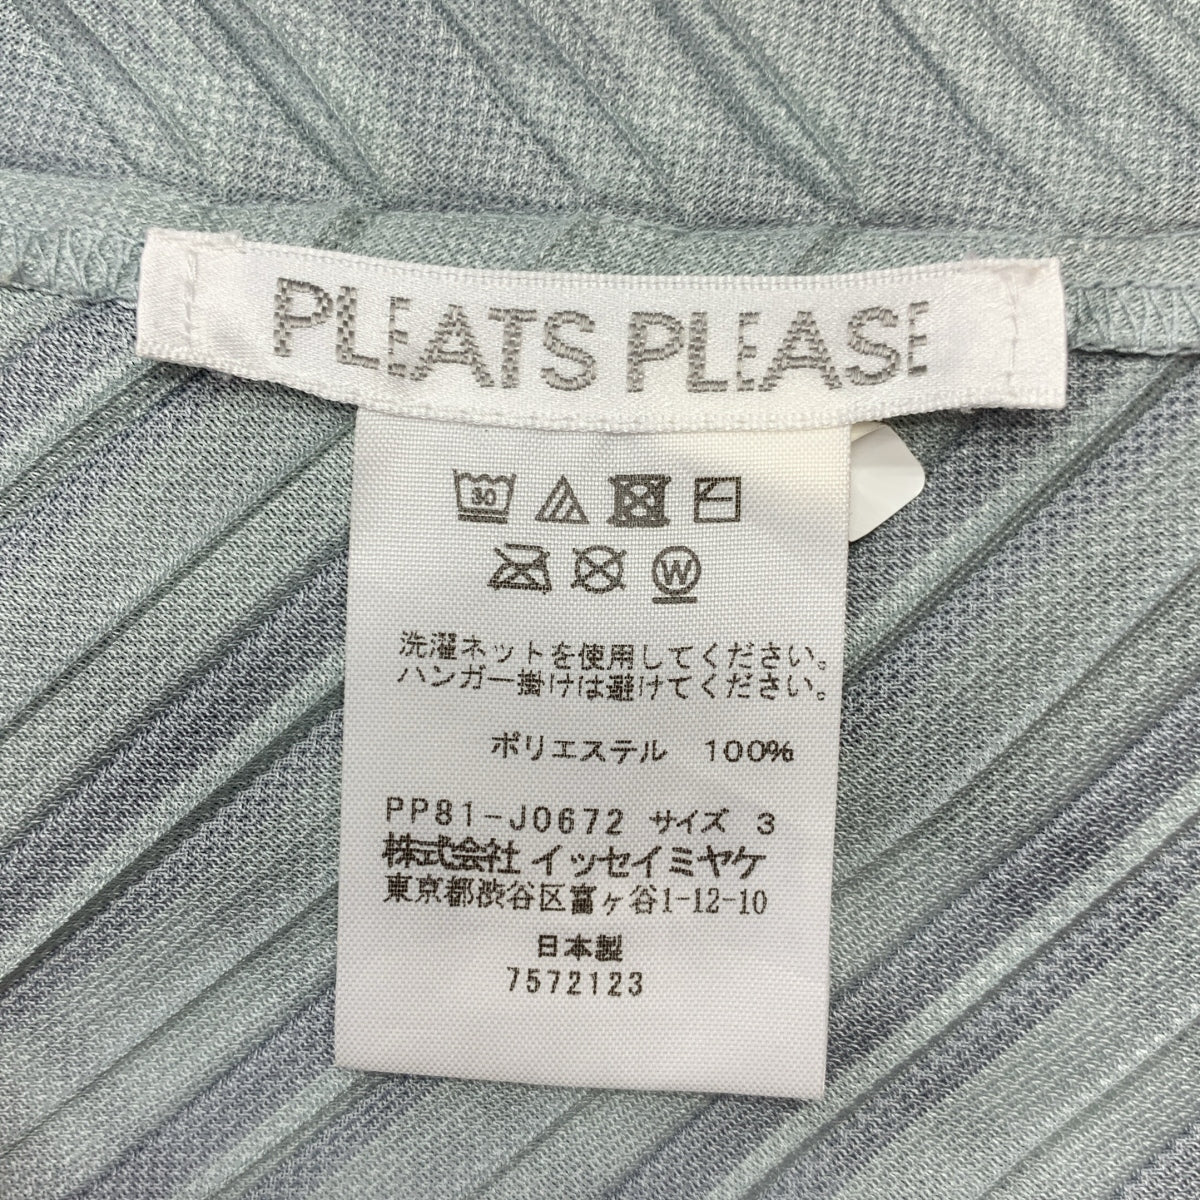 PLEATS PLEASE
30
W
洗濯ネットを使用してください。
ハンガー掛けは避けてください。
ポリエステル 100%
PP81-J0672 サイズ 3
株式会社 イッセイミヤケ
東京都渋谷区富ヶ谷1-12-10
日本製
7572123